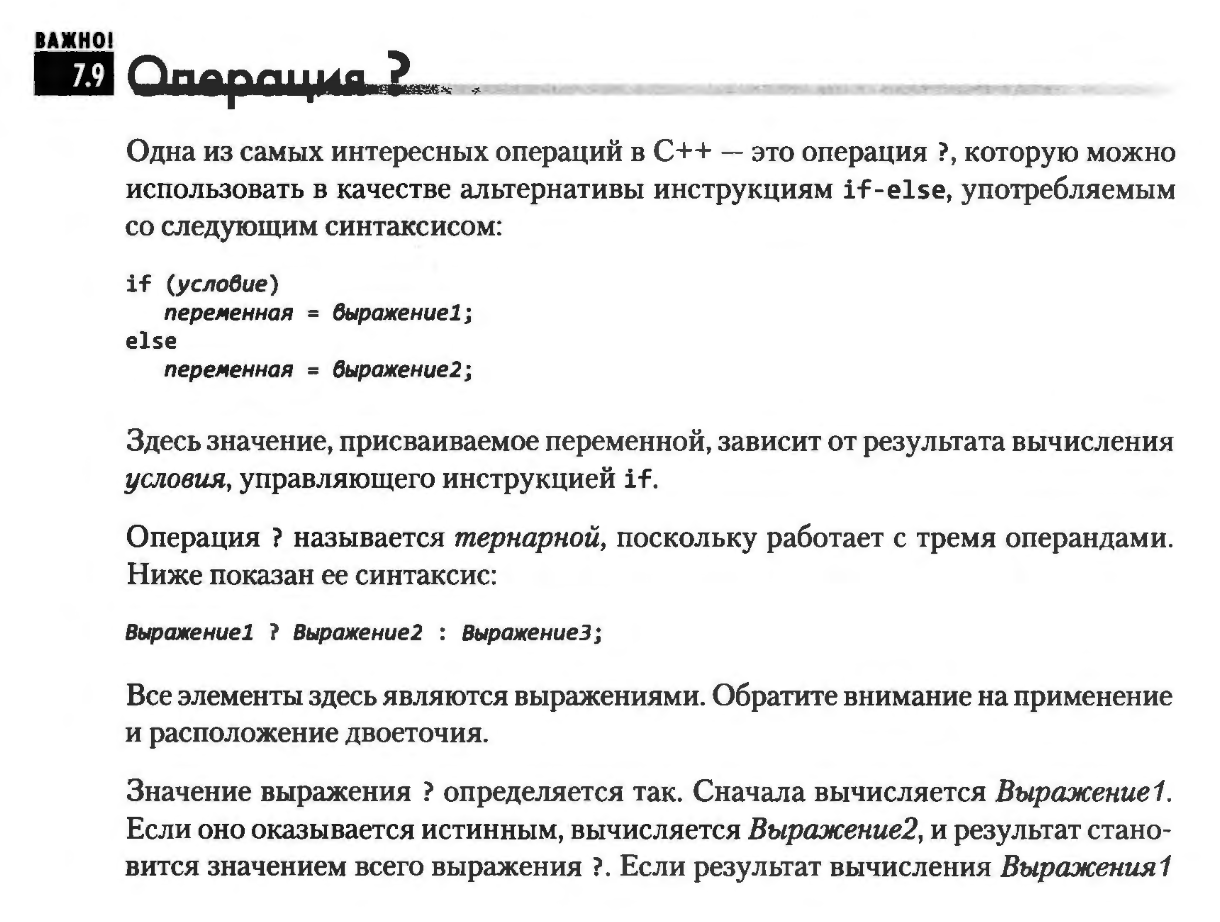 ВАЖНО!
7.9 Операция ?
Одна из самых интересных операций в C++ — это операция ?, которую можно
использовать в качестве альтернативы инструкциям if-else, употребляемым
со следующим синтаксисом:
if (условие)
переменная = выражение1;
else
переменная = выражение2;
Здесь значение, присваиваемое переменной, зависит от результата вычисления
условия, управляющего инструкцией if.
Операция ? называется тернарной, поскольку работает с тремя операндами.
Ниже показан ее синтаксис:
Выражение1 ? Выражение2 : Выражение3;
Все элементы здесь являются выражениями. Обратите внимание на применение
и расположение двоеточия.
Значение выражения ? определяется так. Сначала вычисляется Выражение1.
Если оно оказывается истинным, вычисляется Выражение2, и результат стано-
вится значением всего выражения ?. Если результат вычисления Выражения1